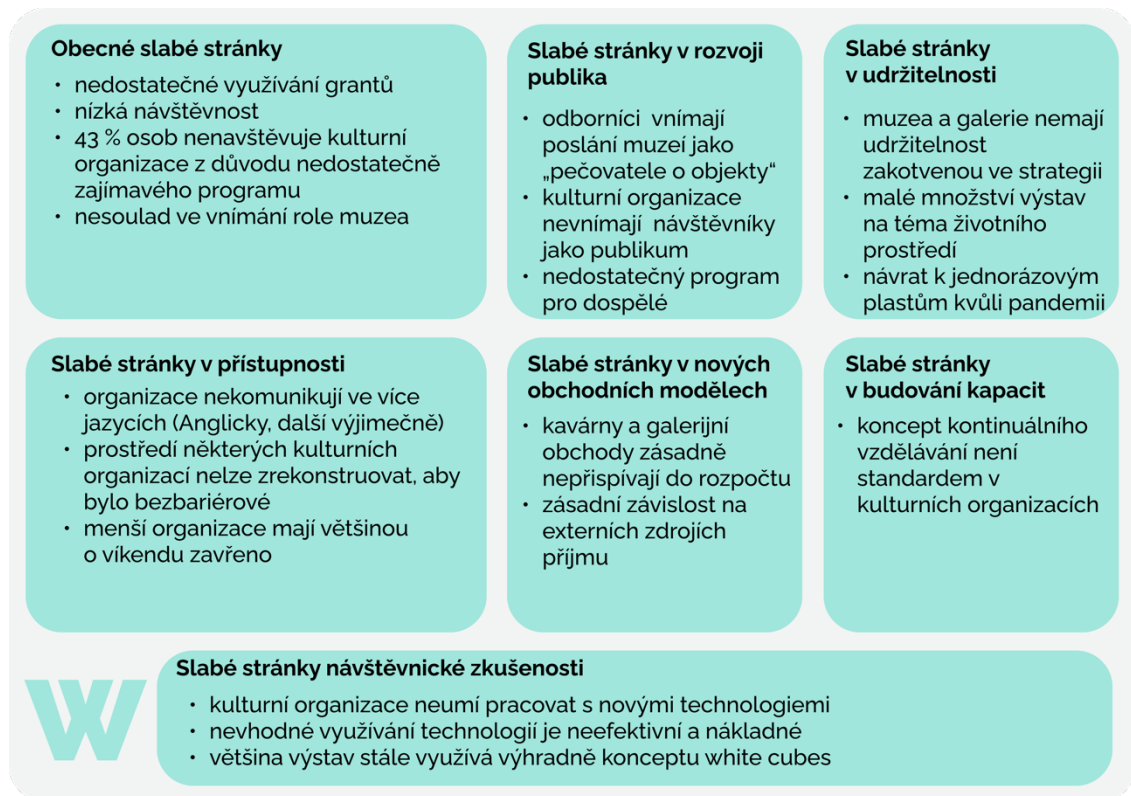 Obecné slabé stránky
• nedostatečné využívání grantů
• nízká návštěvnost
• 43 % osob nenavštěvuje kulturní
organizace z důvodu nedostatečně
zajímavého programu
• nesoulad ve vnímání role muzea
Slabé stránky v rozvoji
publika
• odborníci vnímají
poslání muzeí jako
„pečovatele o objekty“
• kulturní organizace
nevnímají návštěvníky
jako publikum
• nedostatečný program
pro dospělé
Slabé stránky
v udržitelnosti
• muzea a galerie nemají
udržitelnost
zakotvenou ve strategii
• malé množství výstav
na téma životního
prostředí
• návrat k jednorázovým
plastům kvůli pandemii
Slabé stránky v přístupnosti
• organizace nekomunikují ve více
jazycích (Anglicky, další výjimečně)
• prostředí některých kulturních
organizací nelze zrekonstruovat, aby
bylo bezbariérové
• menší organizace mají většinou
o víkendu zavřeno
Slabé stránky v nových
obchodních modělech
• kavárny a galerijní
obchody zásadně
nepřispívají do rozpočtu
• zásadní závislost na
externích zdrojích
příjmu
Slabé stránky
v budování kapacit
• koncept kontinuálního
vzdělávání není
standardem v
kulturních organizacích
W
Slabé stránky návštěvnické zkušenosti
• kulturní organizace neumí pracovat s novými technologiemi
• nevhodné využívání technologií je neefektivní a nákladné
• většina výstav stále využívá výhradně konceptu white cubes